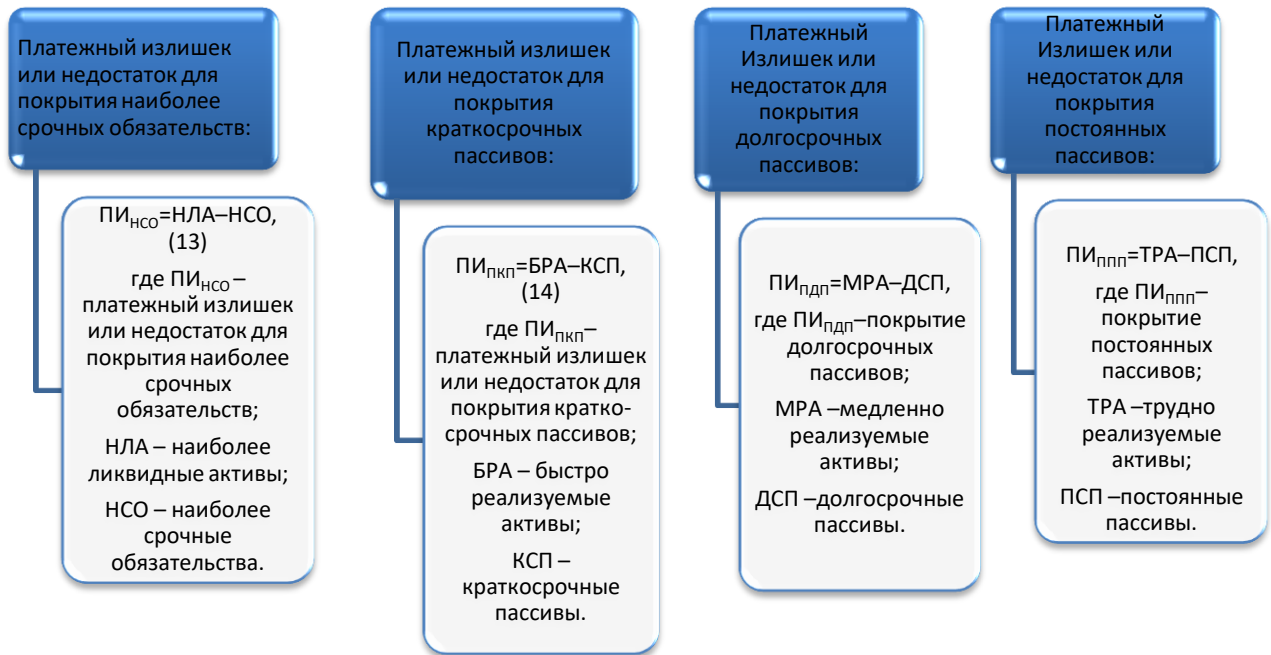 Платежный излишек
или недостаток для
покрытия наиболее
срочных обязательств:
ПИНСО=НЛА–НСО,
(13)
где ПИНСО –
платежный излишек
или недостаток для
покрытия наиболее
срочных
обязательств;
НЛА – наиболее
ликвидные активы;
НСО – наиболее
срочные
обязательства.
Платежный излишек
или недостаток для
покрытия
краткосрочных
пассивов:
ПИПКП=БРА–КСП,
(14)
где ПИПКП–
платежный излишек
или недостаток для
покрытия кратко-
срочных пассивов;
БРА – быстро
реализуемые
активы;
КСП –
краткосрочные
пассивы.
Платежный
Излишек или
недостаток для
покрытия
долгосрочных
пассивов:
ПИПДП=МРА–ДСП,
где ПИПДП–покрытие
долгосрочных
пассивов;
МРА –медленно
реализуемые
активы;
ДСП –долгосрочные
пассивы.
Платежный
Излишек или
недостаток для
покрытия
постоянных
пассивов:
ПИППП=ТРА–ПСП,
где ПИППП–
покрытие
постоянных
пассивов;
ТРА –трудно
реализуемые
активы;
ПСП –постоянные
пассивы.